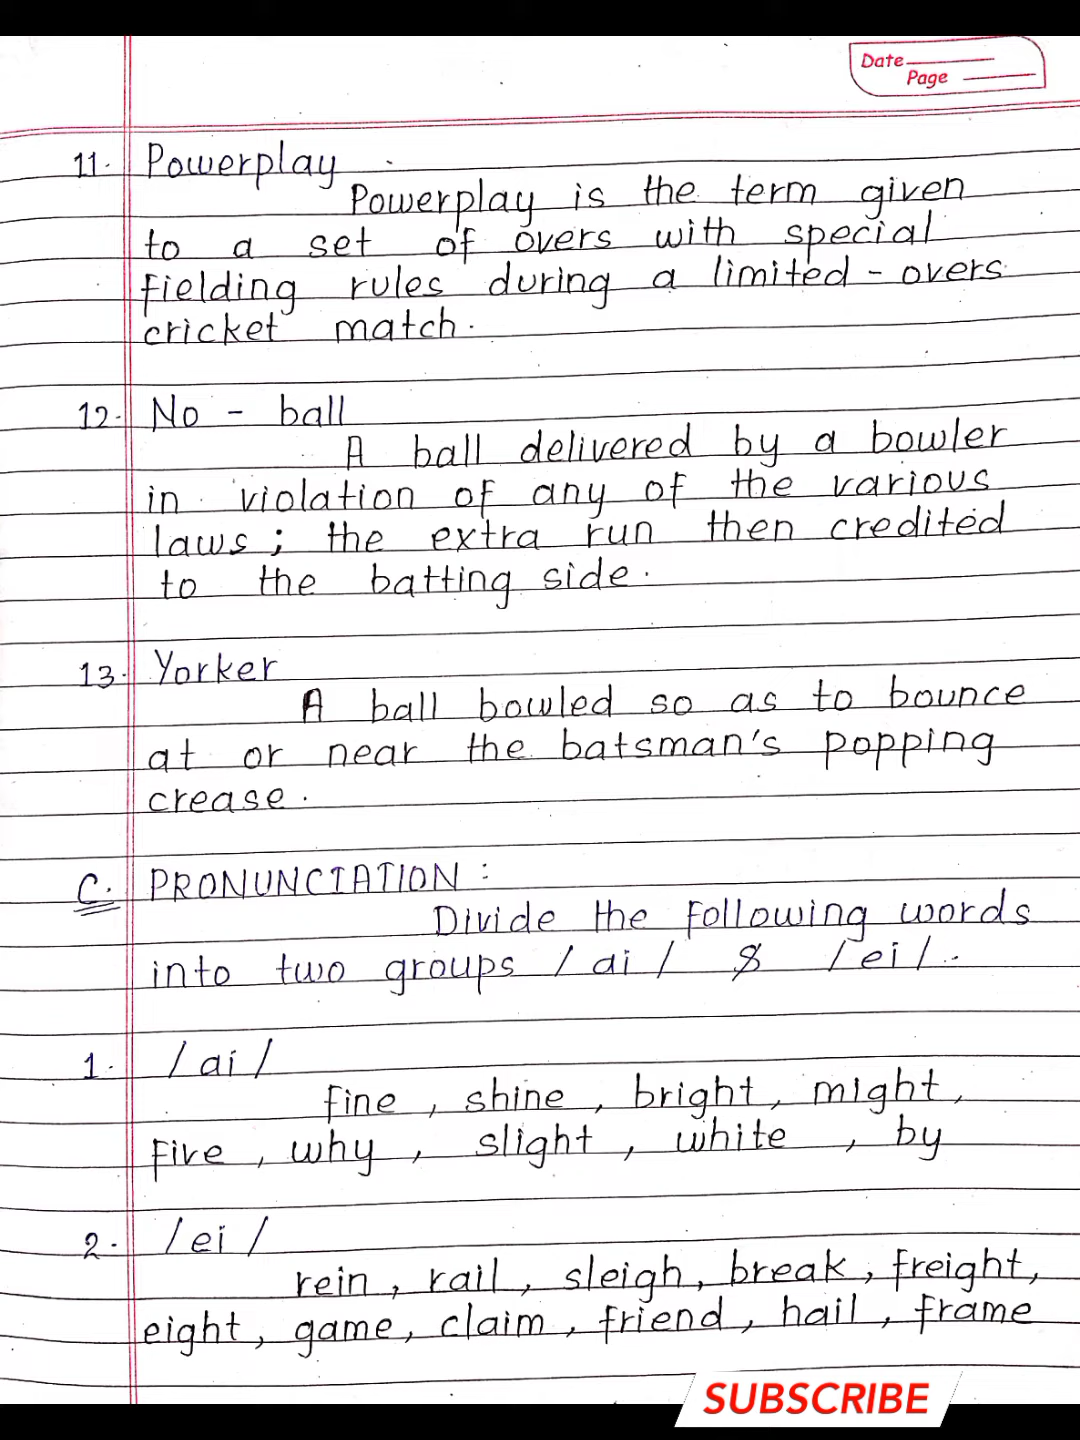 Date
Page
11. Powerplay
Powerplay is the term given
to a set of overs with special
fielding rules during a limited - overs
cricket match.
12. No - ball
A ball delivered by a bowler
in violation of any of the various
laws ; the extra run then credited
to the batting side.
13. Yorker
A ball bowled so as to bounce
at or near the batsman's popping
crease.
C. PRONUNCIATION :
Divide the following words
into two groups / ai / & / ei / .
1. / ai /
fine , shine , bright , might ,
five , why , slight , white , by
2. / ei /
rein , rail , sleigh , break , freight ,
eight , game , claim , friend , hail , frame
SUBSCRIBE